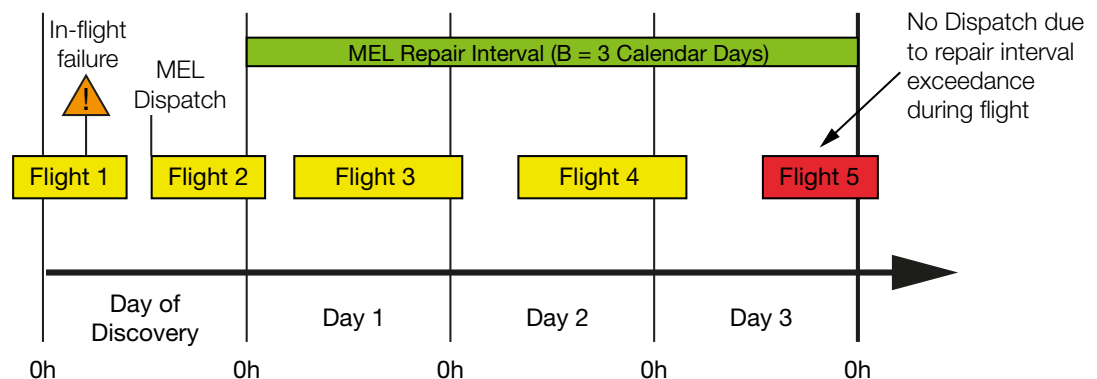 In-flight
failure
!
MEL
Dispatch
MEL Repair Interval (B = 3 Calendar Days)
No Dispatch due
to repair interval
exceedance
during flight
Flight 1
Flight 2
Flight 3
Flight 4
Flight 5
Day of
Discovery
Day 1
Day 2
Day 3
0h
0h
0h
0h
0h